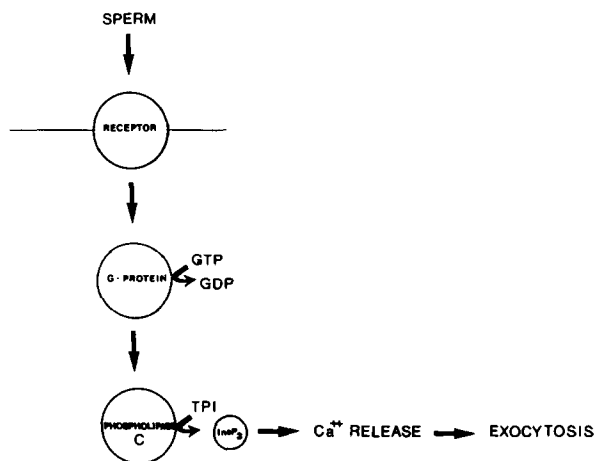 SPERM
RECEPTOR
G-PROTEIN
GTP
GDP
PHOSPHOLIPASE
C
TPI
InsP3
Ca++ RELEASE
EXOCYTOSIS